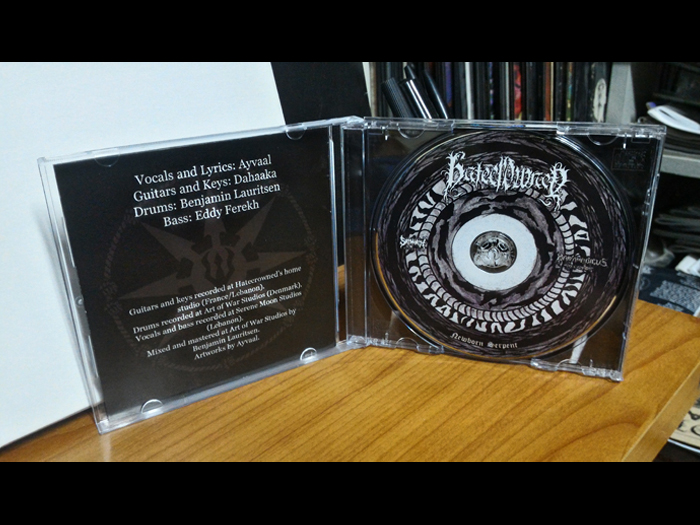 Vocals and Lyrics: Ayvaal
Guitars and Keys: Dahaaka
Drums: Benjamin Lauritsen
Bass: Eddy Ferekh
Guitars and keys recorded at Hatecrowned's home
studio (France/Lebanon).
Drums recorded at Art of War Studios (Denmark).
Vocals and bass recorded at Serene Moon Studios
(Lebanon).
Mixed and mastered at Art of War Studios by
Benjamin Lauritsen.
Artworks by Ayvaal.
Hatecrowned
Newborn Serpent